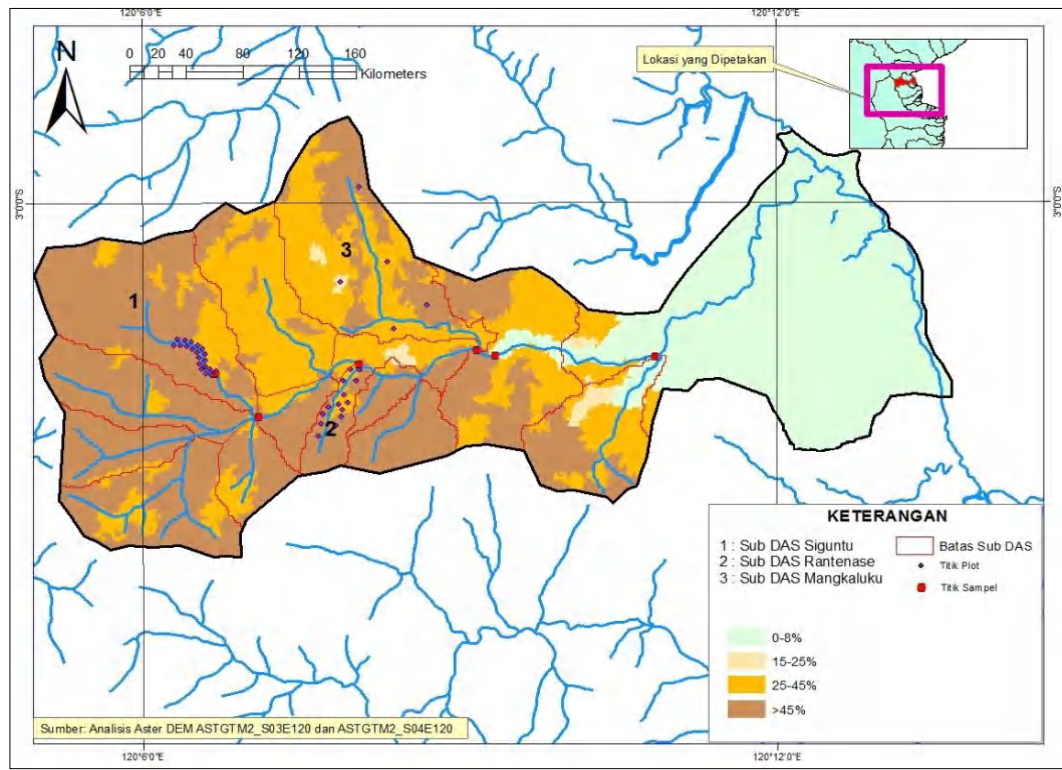 120°6'0"E
120°12'0"E
N
0 20 40 80 120 160
Kilometers
Lokasi yang Dipetakan
3°0'0"S
3°0'0"S
3
1
2
KETERANGAN
1 : Sub DAS Siguntu
2 : Sub DAS Rantenase
3 : Sub DAS Mangkaluku
Batas Sub DAS
Titik Plot
Titik Sampel
0-8%
15-25%
25-45%
>45%
Sumber: Analisis Aster DEM ASTGTM2_S03E120 dan ASTGTM2_S04E120
120°6'0"E
120°12'0"E